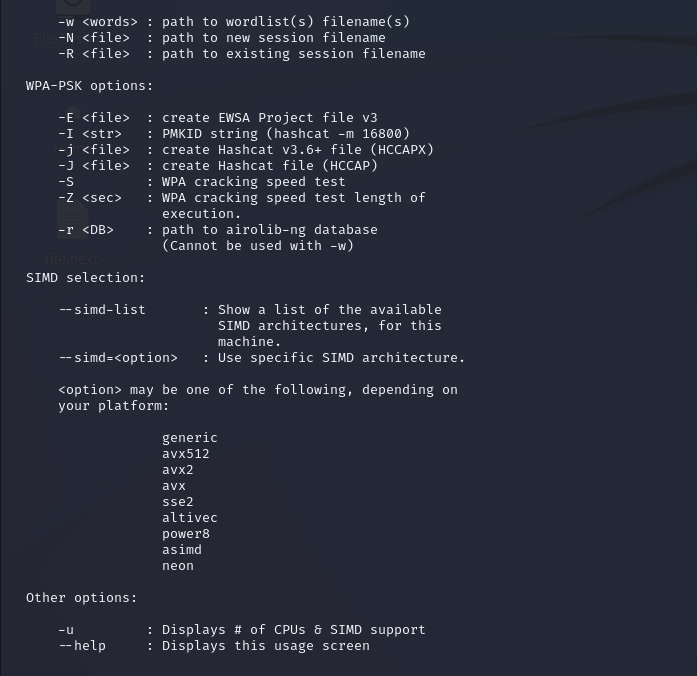 -w <words> : path to wordlist(s) filename(s)
-N <file>  : path to new session filename
-R <file>  : path to existing session filename
WPA-PSK options:
-E <file>  : create EWSA Project file v3
-I <str>   : PMKID string (hashcat -m 16800)
-j <file>  : create Hashcat v3.6+ file (HCCAPX)
-J <file>  : create Hashcat file (HCCAP)
-S         : WPA cracking speed test
-Z <sec>   : WPA cracking speed test length of
execution.
-r <DB>    : path to airolib-ng database
(Cannot be used with -w)
SIMD selection:
--simd-list       : Show a list of the available
SIMD architectures, for this
machine.
--simd=<option>   : Use specific SIMD architecture.
<option> may be one of the following, depending on
your platform:
generic
avx512
avx2
avx
sse2
altivec
power8
asimd
neon
Other options:
-u         : Displays # of CPUs & SIMD support
--help     : Displays this usage screen